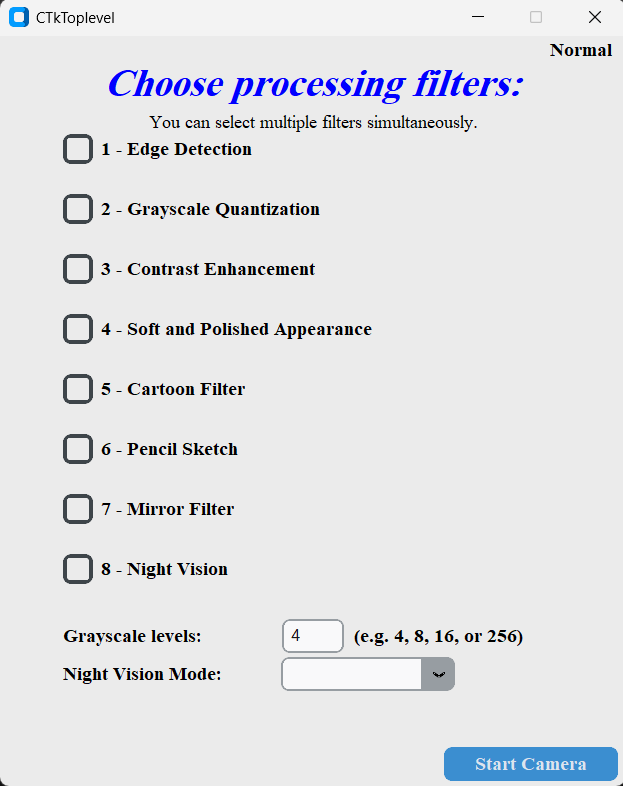 CTkToplevel
Normal
Choose processing filters:
You can select multiple filters simultaneously.
1 - Edge Detection
2 - Grayscale Quantization
3 - Contrast Enhancement
4 - Soft and Polished Appearance
5 - Cartoon Filter
6 - Pencil Sketch
7 - Mirror Filter
8 - Night Vision
Grayscale levels: 4 (e.g. 4, 8, 16, or 256)
Night Vision Mode:
Start Camera